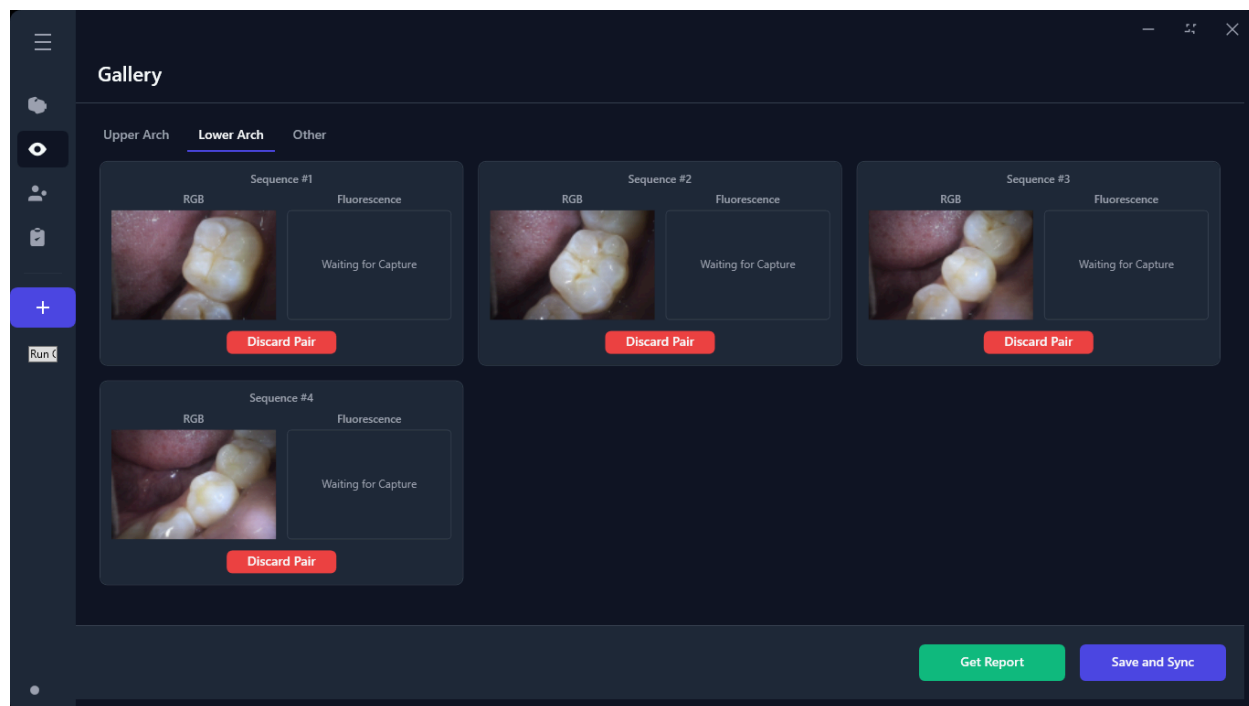 Gallery
Upper Arch Lower Arch Other
Sequence #1
RGB Fluorescence
Waiting for Capture
Discard Pair
Sequence #2
RGB Fluorescence
Waiting for Capture
Discard Pair
Sequence #3
RGB Fluorescence
Waiting for Capture
Discard Pair
Run
Sequence #4
RGB Fluorescence
Waiting for Capture
Discard Pair
Get Report Save and Sync